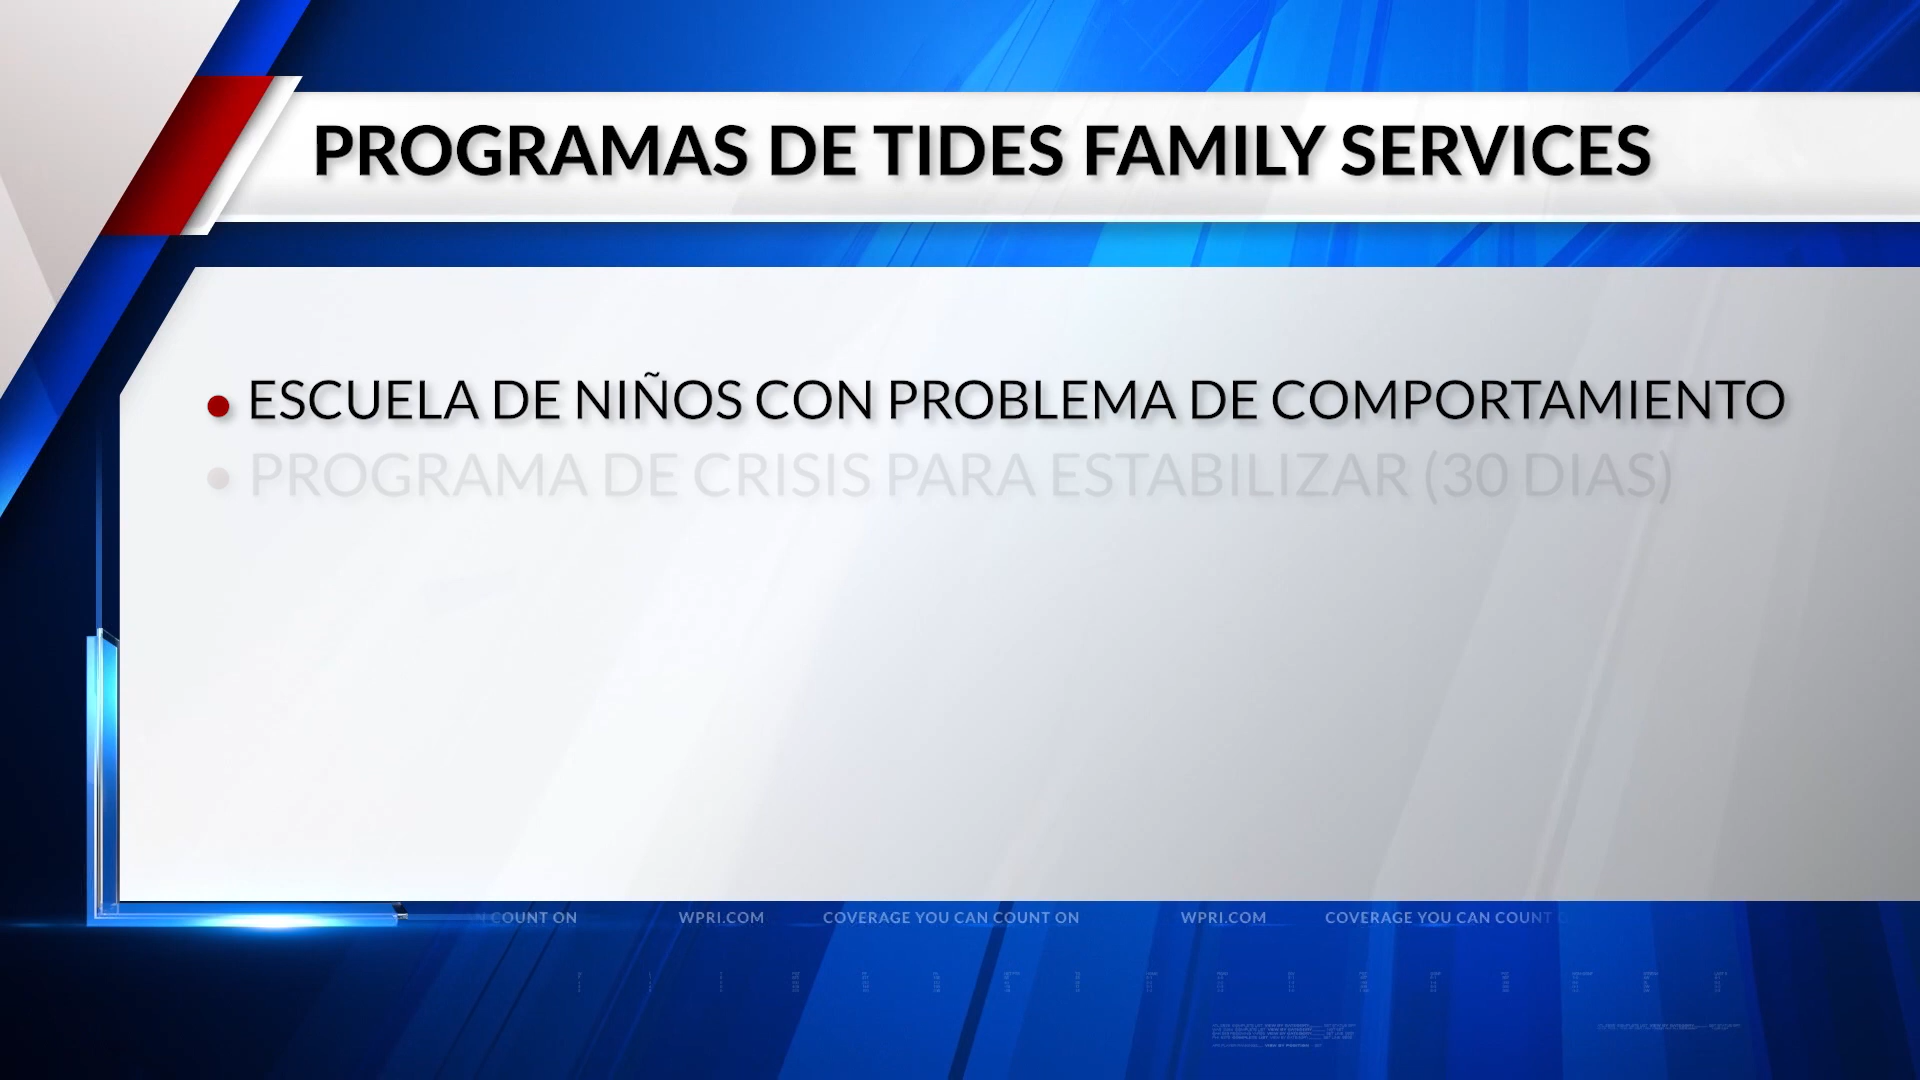 PROGRAMAS DE TIDES FAMILY SERVICES
• ESCUELA DE NIÑOS CON PROBLEMA DE COMPORTAMIENTO
• PROGRAMA DE CRISIS PARA ESTABILIZAR (30 DIAS)
COUNT ON WPRI.COM COVERAGE YOU CAN COUNT ON WPRI.COM COVERAGE YOU CAN COUNT